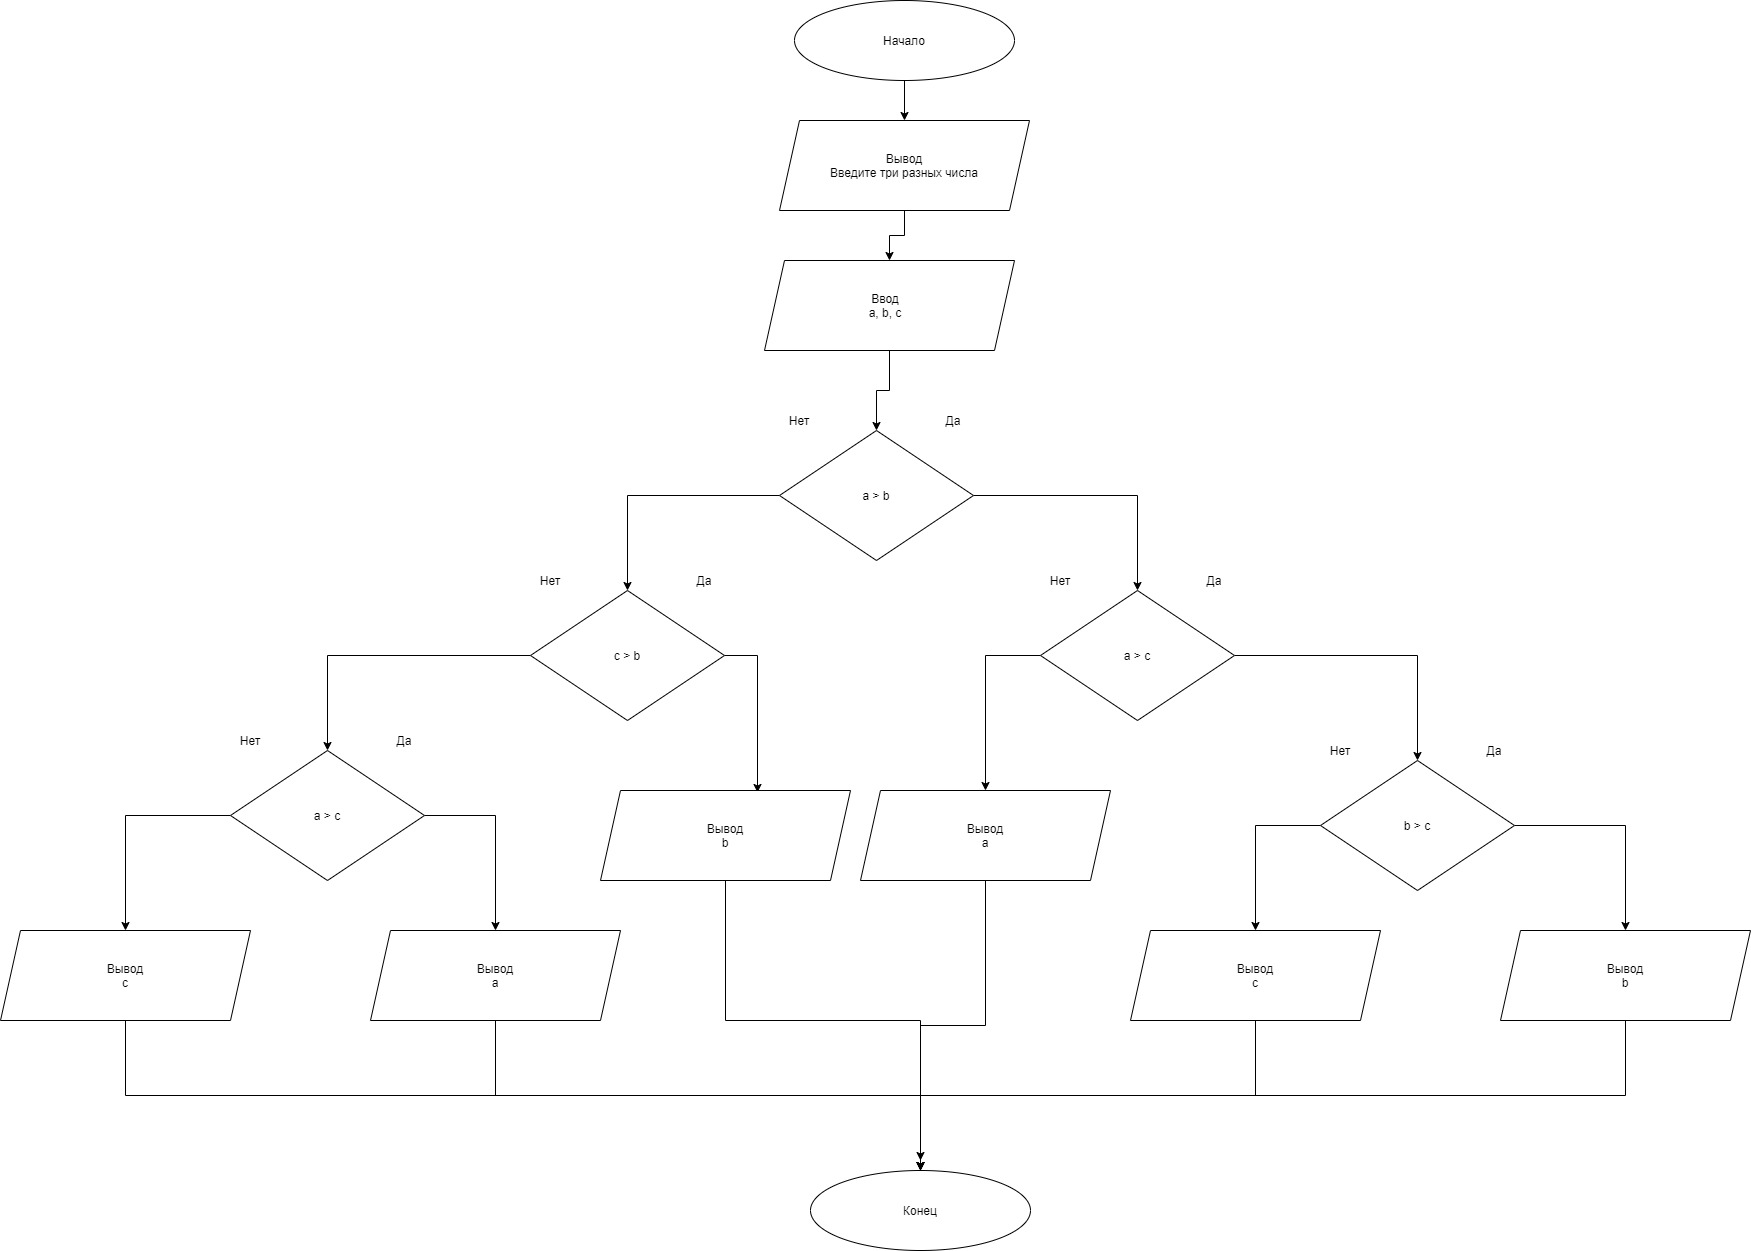 Начало
Вывод
Введите три разных числа
Ввод
a, b, c
Нет
Да
a > b
Нет
Да
Нет
Да
c > b
a > c
Нет
Да
Нет
Да
a > c
b > c
Вывод
b
Вывод
a
Вывод
c
Вывод
a
Вывод
c
Вывод
b
Конец